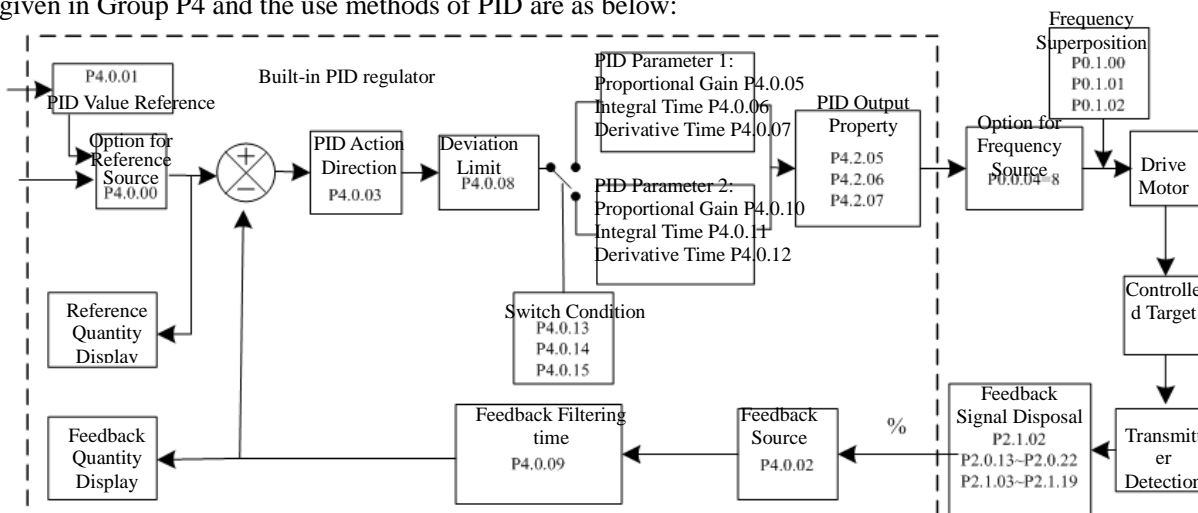 given in Group P4 and the use methods of PID are as below:
Frequency
Superposition
P0.1.00
P0.1.01
P0.1.02
P4.0.01
PID Value Reference
Built-in PID regulator
PID Parameter 1:
Proportional Gain P4.0.05
Integral Time P4.0.06
Derivative Time P4.0.07
Option for
Reference
Source
P4.0.00
+
−
PID Action
Direction
P4.0.03
Deviation
Limit
P4.0.08
PID Output
Property
P4.2.05
P4.2.06
P4.2.07
Option for
Frequency
Source
P0.0.04=8
Drive
Motor
PID Parameter 2:
Proportional Gain P4.0.10
Integral Time P4.0.11
Derivative Time P4.0.12
Reference
Quantity
Display
Switch Condition
P4.0.13
P4.0.14
P4.0.15
Controlle
d Target
Feedback
Quantity
Display
Feedback Filtering
time
P4.0.09
Feedback
Source
P4.0.02
%
Feedback
Signal Disposal
P2.1.02
P2.0.13~P2.0.22
P2.1.03~P2.1.19
Transmitt
er
Detection